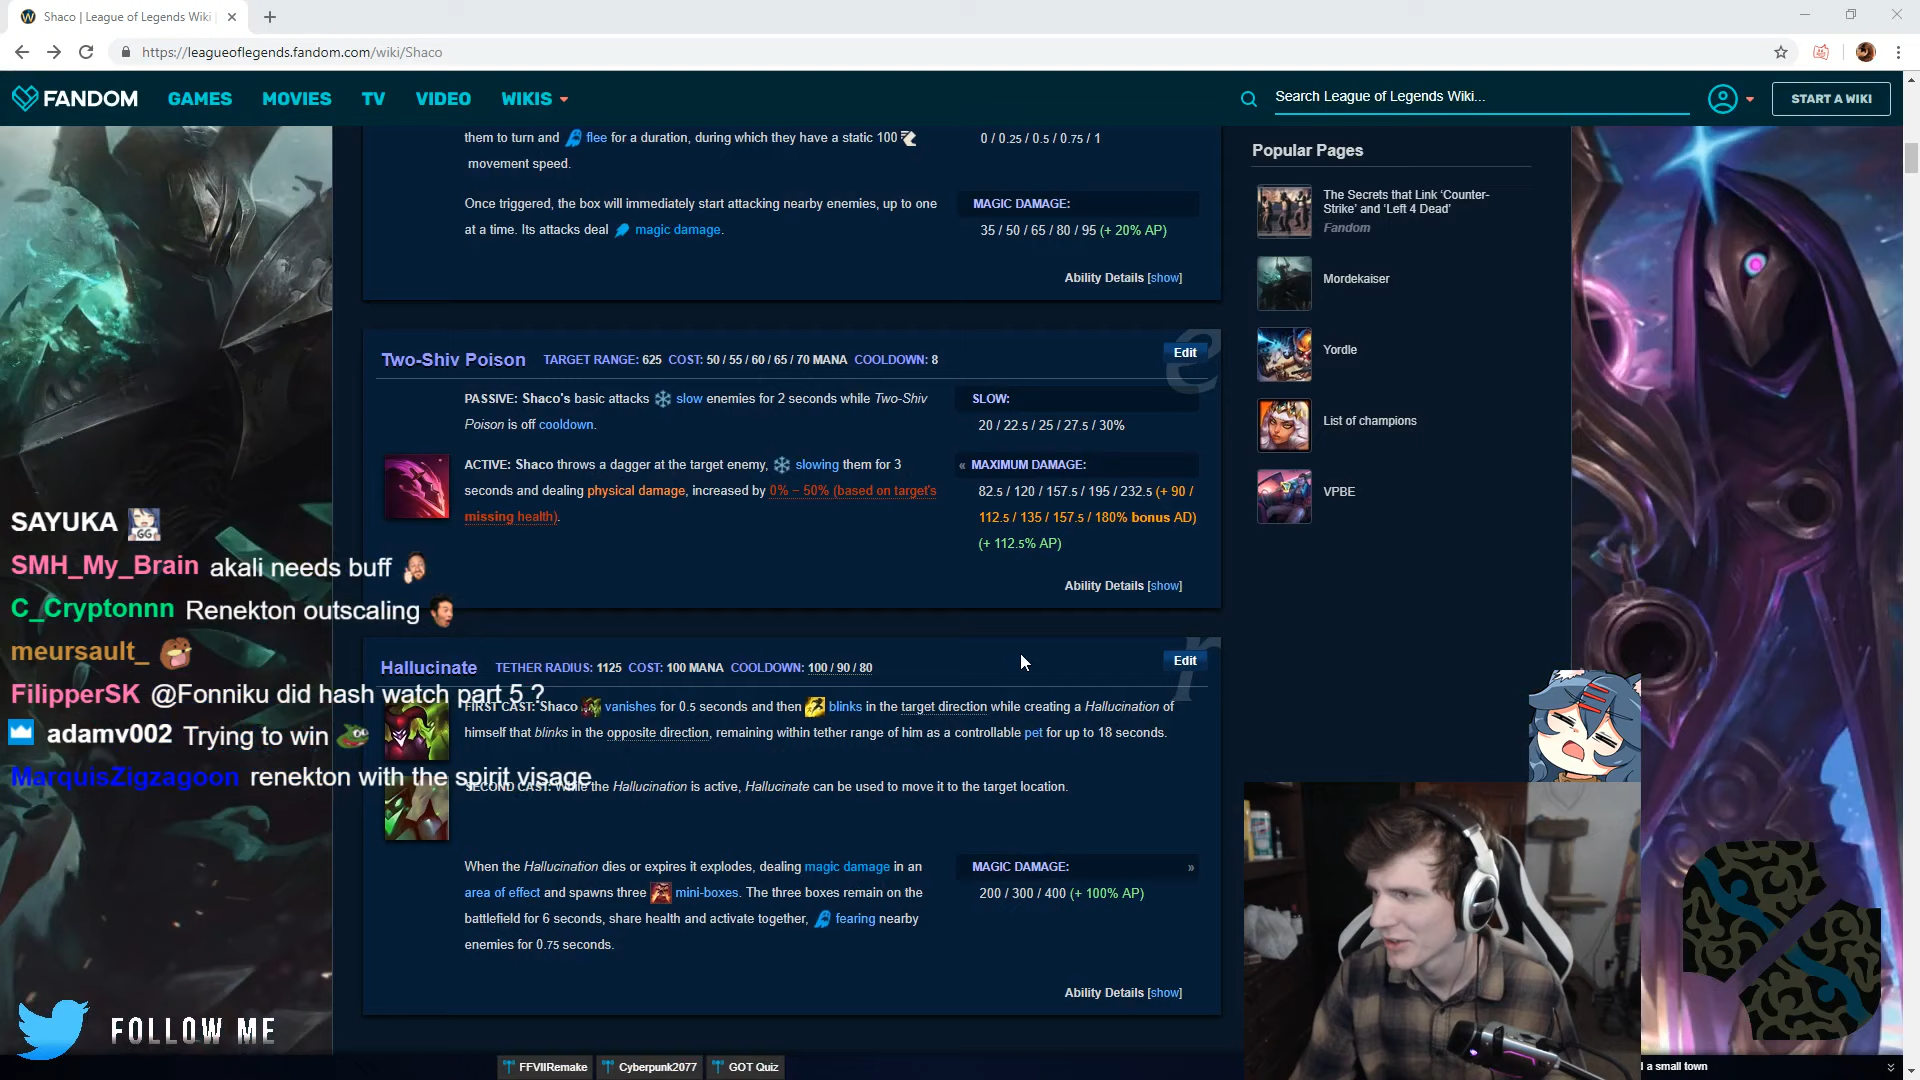 Shaco | League of Legends Wiki |
https://leagueoflegends.fandom.com/wiki/Shaco
FANDOM GAMES MOVIES TV VIDEO WIKIS
Search League of Legends Wiki...
START A WIKI
them to turn and flee for a duration, during which they have a static 100
movement speed.
0 / 0.25 / 0.5 / 0.75 / 1
Once triggered, the box will immediately start attacking nearby enemies, up to one
at a time. Its attacks deal magic damage.
MAGIC DAMAGE:
35 / 50 / 65 / 80 / 95 (+ 20% AP)
Ability Details [show]
Two-Shiv Poison TARGET RANGE: 625 COST: 50 / 55 / 60 / 65 / 70 MANA COOLDOWN: 8
Edit
e
PASSIVE: Shaco's basic attacks slow enemies for 2 seconds while Two-Shiv
Poison is off cooldown.
SLOW:
20 / 22.5 / 25 / 27.5 / 30%
ACTIVE: Shaco throws a dagger at the target enemy, slowing them for 3
seconds and dealing physical damage, increased by 0% – 50% (based on target's
missing health).
« MAXIMUM DAMAGE:
82.5 / 120 / 157.5 / 195 / 232.5 (+ 90 /
112.5 / 135 / 157.5 / 180% bonus AD)
(+ 112.5% AP)
Ability Details [show]
Hallucinate TETHER RADIUS: 1125 COST: 100 MANA COOLDOWN: 100 / 90 / 80
Edit
r
FIRST CAST: Shaco vanishes for 0.5 seconds and then blinks in the target direction while creating a Hallucination of
himself that blinks in the opposite direction, remaining within tether range of him as a controllable pet for up to 18 seconds.
SECOND CAST: While the Hallucination is active, Hallucinate can be used to move it to the target location.
When the Hallucination dies or expires it explodes, dealing magic damage in an
area of effect and spawns three mini-boxes. The three boxes remain on the
battlefield for 6 seconds, share health and activate together, fearing nearby
enemies for 0.75 seconds.
MAGIC DAMAGE: »
200 / 300 / 400 (+ 100% AP)
Ability Details [show]
Popular Pages
The Secrets that Link 'Counter-
Strike' and 'Left 4 Dead'
Fandom
Mordekaiser
Yordle
List of champions
VPBE
SAYUKA GG
SMH_My_Brain akali needs buff
C_Cryptonnn Renekton outscaling
meursault_
FilipperSK @Fonniku did hash watch part 5 ?
adamv002 Trying to win
MarquisZigzagoon renekton with the spirit visage
FOLLOW ME
FFVIIRemake Cyberpunk2077 GOT Quiz
a small town